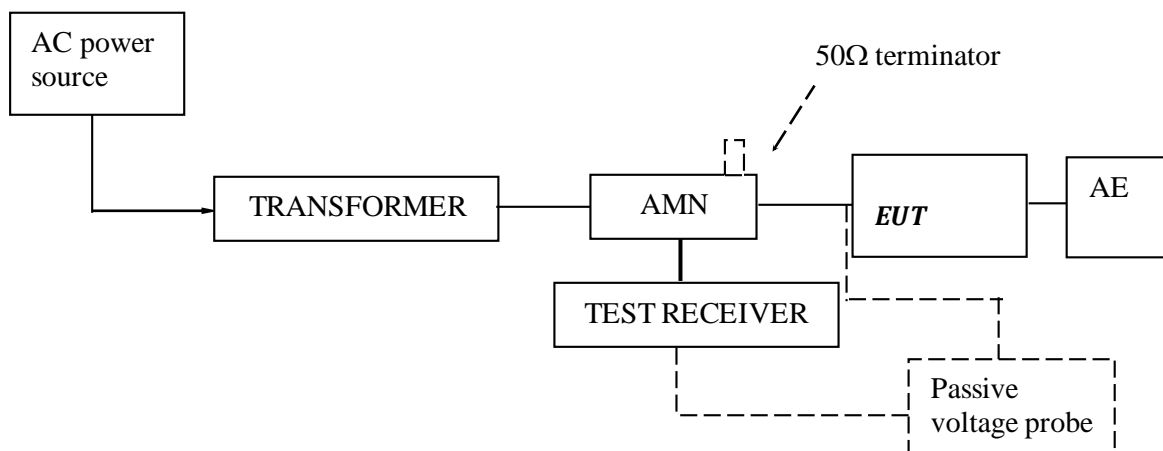 AC power
source
50Ω terminator
TRANSFORMER
AMN
EUT
AE
TEST RECEIVER
Passive
voltage probe